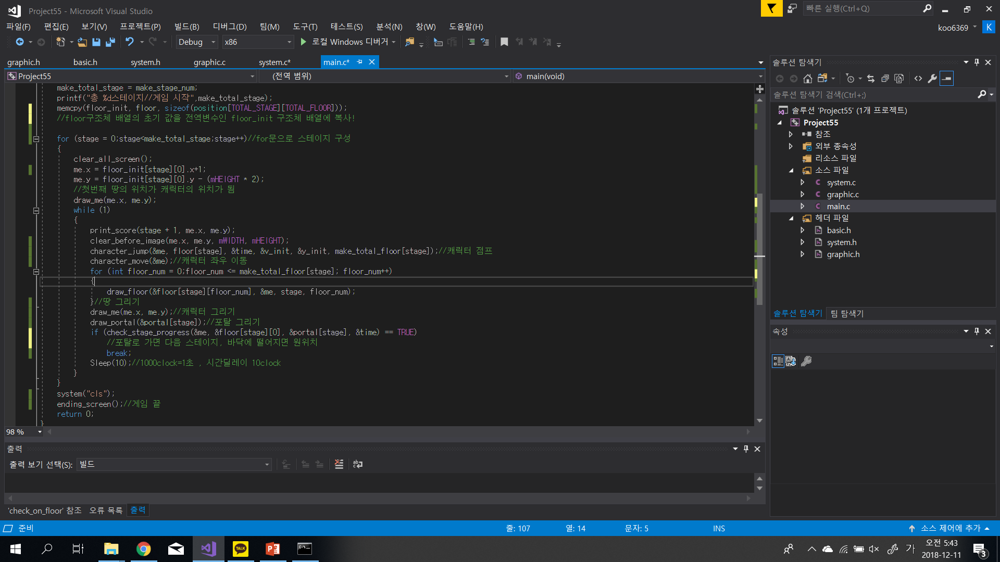 Project55 - Microsoft Visual Studio
빠른 실행(Ctrl+Q)
파일(F) 편집(E) 보기(V) 프로젝트(P) 빌드(B) 디버그(D) 팀(M) 도구(T) 테스트(S) 분석(N) 창(W) 도움말(H)
koo6369 K
Debug x86 로컬 Windows 디버거
graphic.h basic.h system.h graphic.c system.c* main.c*
Project55 (전역 범위) main(void)
make_total_stage = make_stage_num;
printf("총 %d스테이지//게임 시작",make_total_stage);
memcpy(floor_init, floor, sizeof(position[TOTAL_STAGE][TOTAL_FLOOR]));
//floor구조체 배열의 초기 값을 전역변수인 floor_init 구조체 배열에 복사!
for (stage = 0;stage<make_total_stage;stage++)//for문으로 스테이지 구성
{
clear_all_screen();
me.x = floor_init[stage][0].x+1;
me.y = floor_init[stage][0].y - (mHEIGHT * 2);
//첫번째 땅의 위치가 캐릭터의 위치가 됨
draw_me(me.x, me.y);
while (1)
{
print_score(stage + 1, me.x, me.y);
clear_before_image(me.x, me.y, mWIDTH, mHEIGHT);
character_jump(&me, floor[stage], &time, &v_init, &y_init, make_total_floor[stage]);//캐릭터 점프
character_move(&me);//캐릭터 좌우 이동
for (int floor_num = 0;floor_num <= make_total_floor[stage]; floor_num++)
{
draw_floor(&floor[stage][floor_num], &me, stage, floor_num);
}//땅 그리기
draw_me(me.x, me.y);//캐릭터 그리기
draw_portal(&portal[stage]);//포탈 그리기
if (check_stage_progress(&me, &floor[stage][0], &portal[stage], &time) == TRUE)
//포탈로 가면 다음 스테이지, 바닥에 떨어지면 원위치
break;
Sleep(10);//1000clock=1초 , 시간딜레이 10clock
}
}
system("cls");
ending_screen();//게임 끝
return 0;
}
98 %
출력
출력 보기 선택(S): 빌드
'check_on_floor' 참조 오류 목록 출력
솔루션 탐색기
솔루션 탐색기 검색(Ctrl+;)
솔루션 'Project55' (1개 프로젝트)
Project55
참조
외부 종속성
리소스 파일
소스 파일
system.c
graphic.c
main.c
헤더 파일
basic.h
system.h
graphic.h
솔루션 탐색기 팀 탐색기
속성
준비 줄: 107 열: 14 문자: 5 INS 소스 제어에 추가
TALK
가
오전 5:43
2018-12-11
3